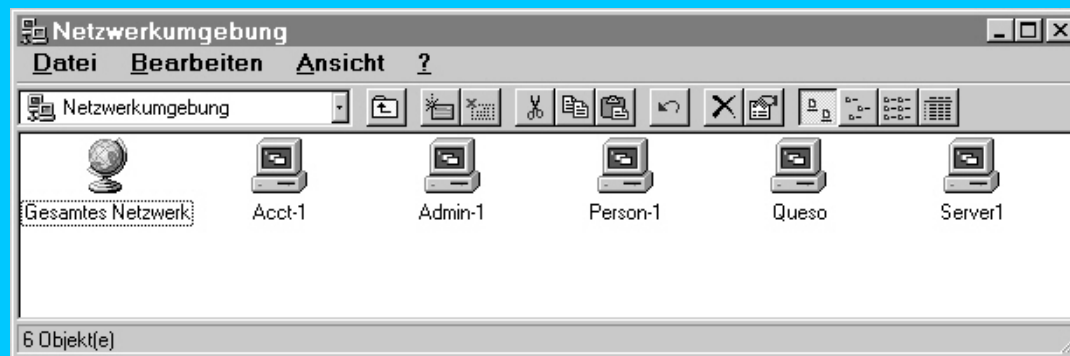 Netzwerkumgebung
Datei Bearbeiten Ansicht ?
Netzwerkumgebung
Gesamtes Netzwerk Acct-1 Admin-1 Person-1 Queso Server1
6 Objekt(e)